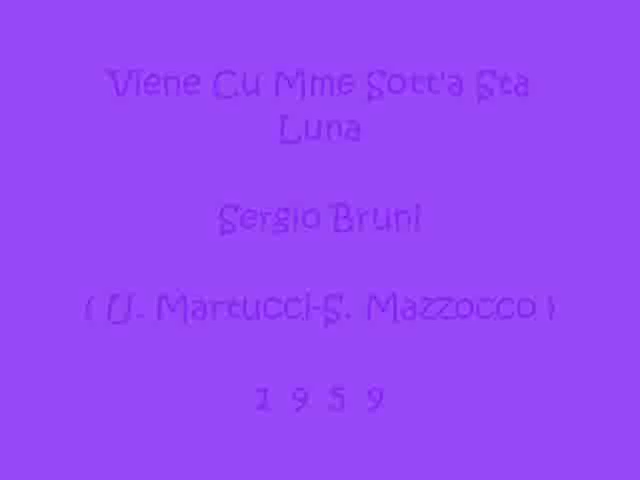 Viene Cu Mme Sott'a Sta
Luna
Sergio Bruni
( U. Martucci-S. Mazzocco )
1 9 5 9